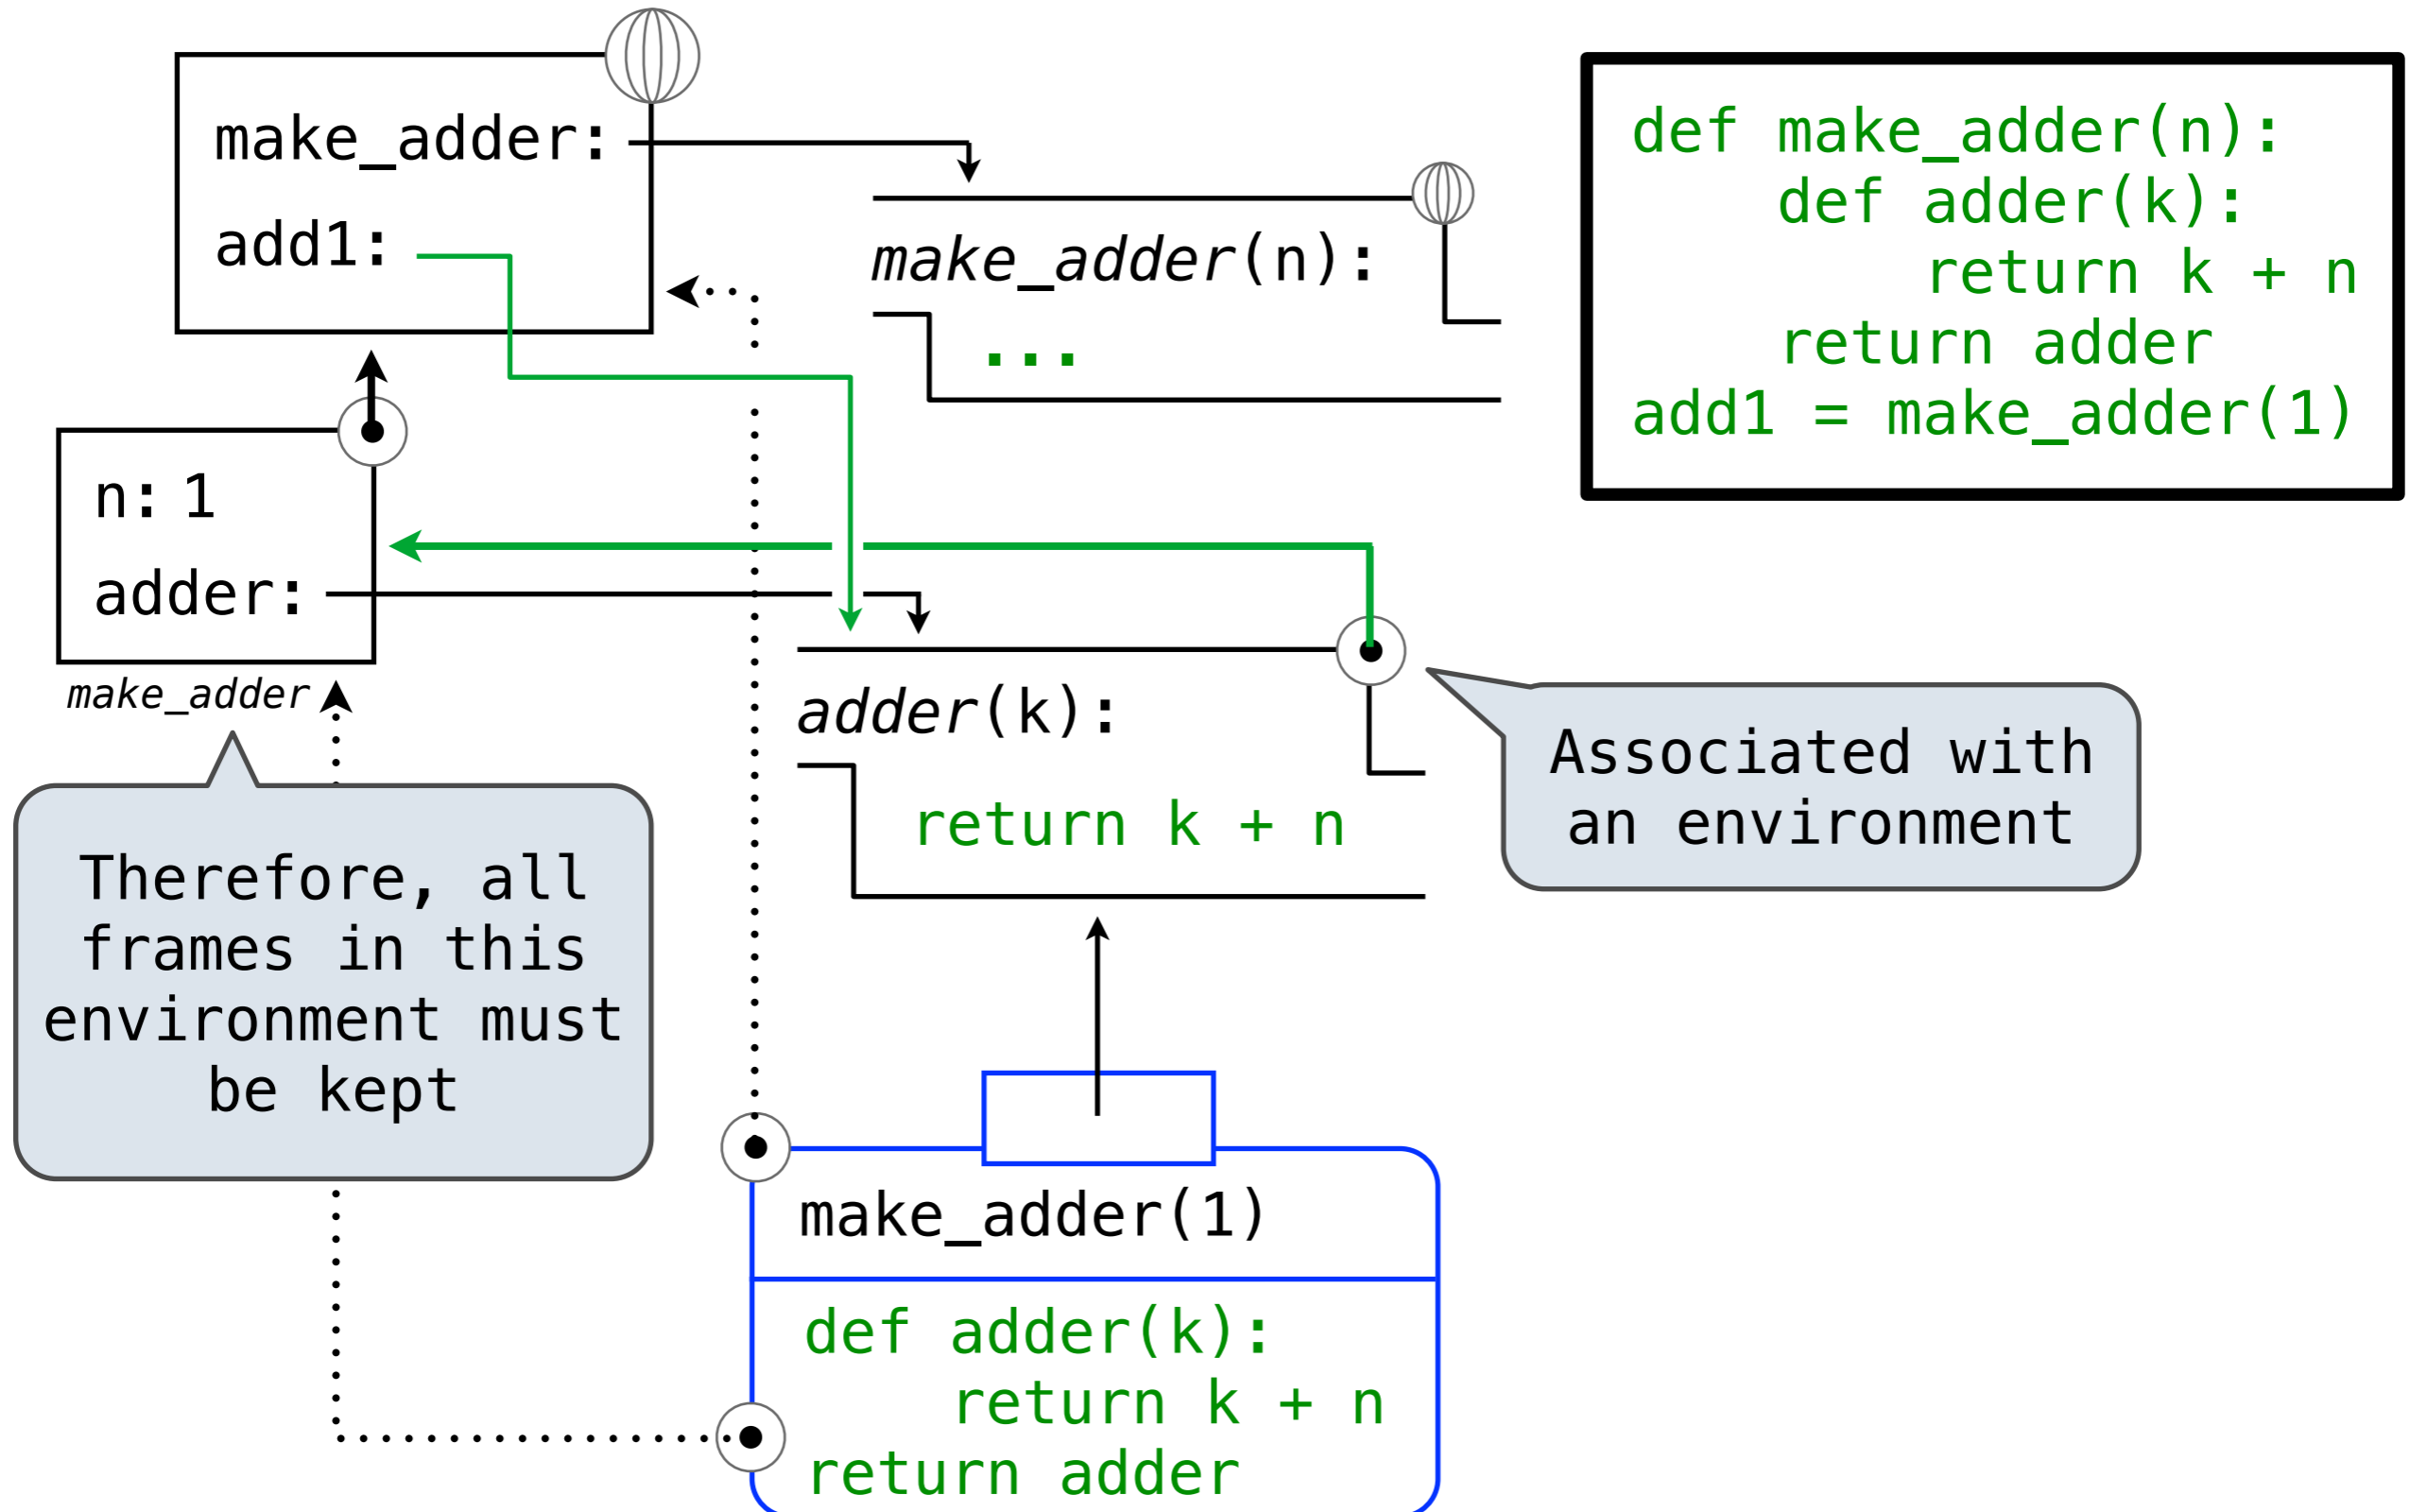 make_adder:
add1:
make_adder(n):
...
def make_adder(n):
    def adder(k):
        return k + n
    return adder
add1 = make_adder(1)
n: 1
adder:
make_adder
adder(k):
return k + n
Associated with
an environment
Therefore, all
frames in this
environment must
be kept
make_adder(1)
def adder(k):
    return k + n
return adder